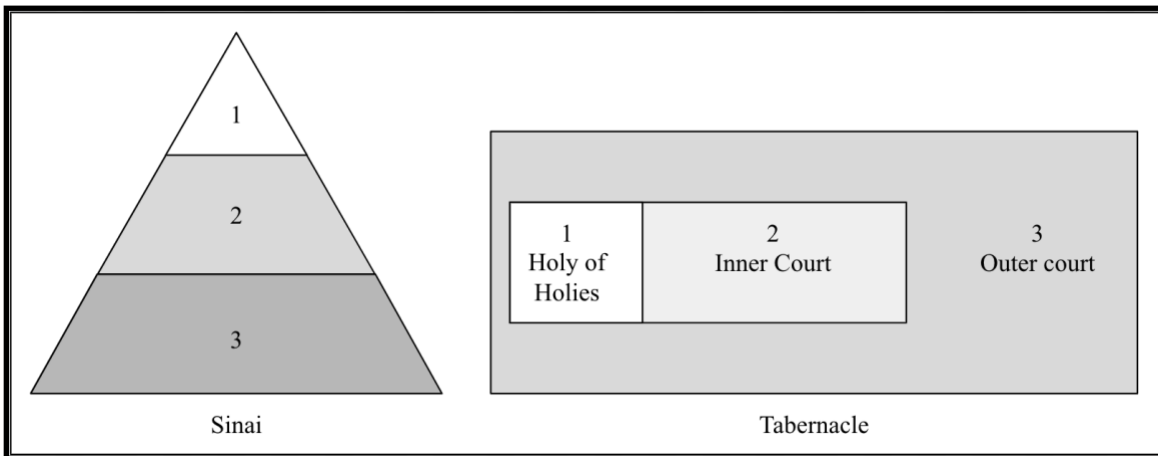 1
2
3
Sinai
1
Holy of
Holies
2
Inner Court
3
Outer court
Tabernacle